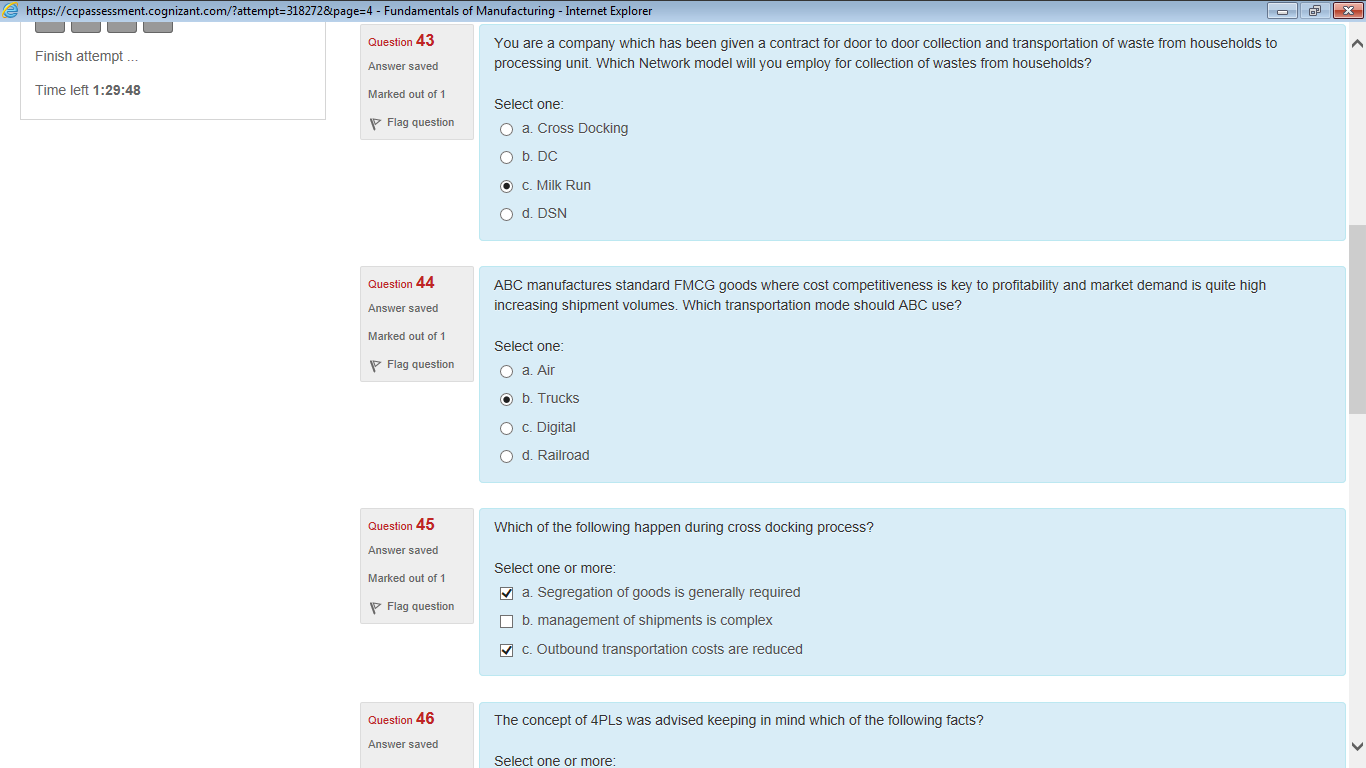 https://ccpassessment.cognizant.com/?attempt=318272&page=4 - Fundamentals of Manufacturing - Internet Explorer
Finish attempt ...
Time left 1:29:48
Question 43
Answer saved
Marked out of 1
Flag question
You are a company which has been given a contract for door to door collection and transportation of waste from households to
processing unit. Which Network model will you employ for collection of wastes from households?
Select one:
a. Cross Docking
b. DC
c. Milk Run
d. DSN
Question 44
Answer saved
Marked out of 1
Flag question
ABC manufactures standard FMCG goods where cost competitiveness is key to profitability and market demand is quite high
increasing shipment volumes. Which transportation mode should ABC use?
Select one:
a. Air
b. Trucks
c. Digital
d. Railroad
Question 45
Answer saved
Marked out of 1
Flag question
Which of the following happen during cross docking process?
Select one or more:
a. Segregation of goods is generally required
b. management of shipments is complex
c. Outbound transportation costs are reduced
Question 46
Answer saved
The concept of 4PLs was advised keeping in mind which of the following facts?
Select one or more: